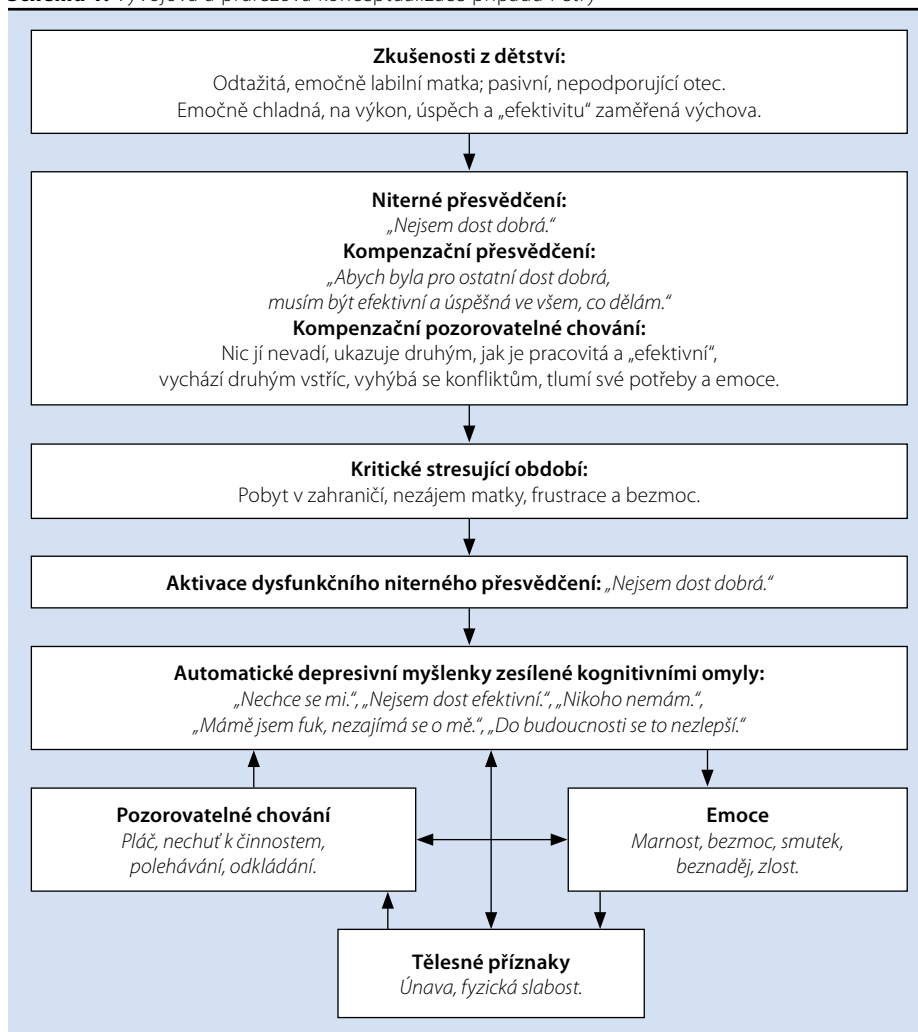 Zkušenosti z dětství:
Odtažitá, emočně labilní matka; pasivní, nepodporující otec.
Emočně chladná, na výkon, úspěch a „efektivitu“ zaměřená výchova.
Niterné přesvědčení:
„Nejsem dost dobrá.“
Kompenzační přesvědčení:
„Abych byla pro ostatní dost dobrá,
musím být efektivní a úspěšná ve všem, co dělám.“
Kompenzační pozorovatelné chování:
Nic jí nevadí, ukazuje druhým, jak je pracovitá a „efektivní“,
vychází druhým vstříc, vyhýbá se konfliktům, tlumí své potřeby a emoce.
Kritické stresující období:
Pobyt v zahraničí, nezájem matky, frustrace a bezmoc.
Aktivace dysfunkčního niterného přesvědčení: „Nejsem dost dobrá.“
Automatické depresivní myšlenky zesílené kognitivními omyly:
„Nechce se mi.“, „Nejsem dost efektivní.“, „Nikoho nemám.“,
„Mámě jsem fuk, nezajímá se o mě.“, „Do budoucnosti se to nezlepší.“
Pozorovatelné chování
Pláč, nechuť k činnostem,
polehávání, odkládání.
Emoce
Marnost, bezmoc, smutek,
beznaděj, zlost.
Tělesné příznaky
Únava, fyzická slabost.